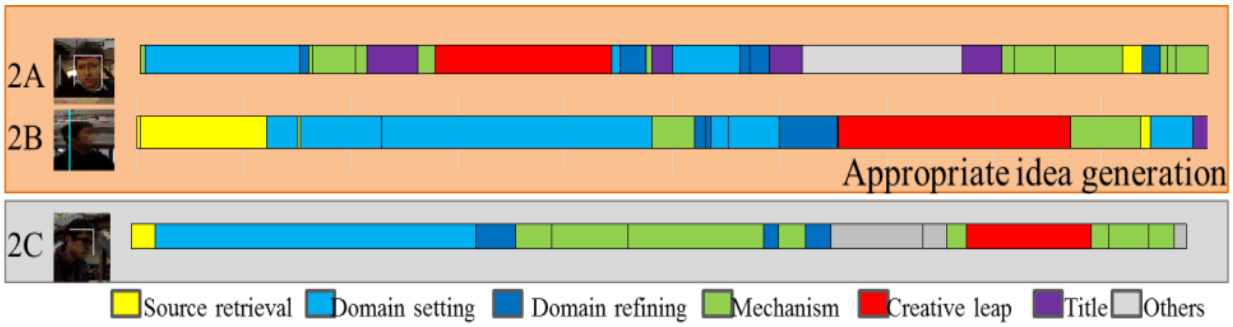 2A
2B
Appropriate idea generation
2C
Source retrieval Domain setting Domain refining Mechanism Creative leap Title Others